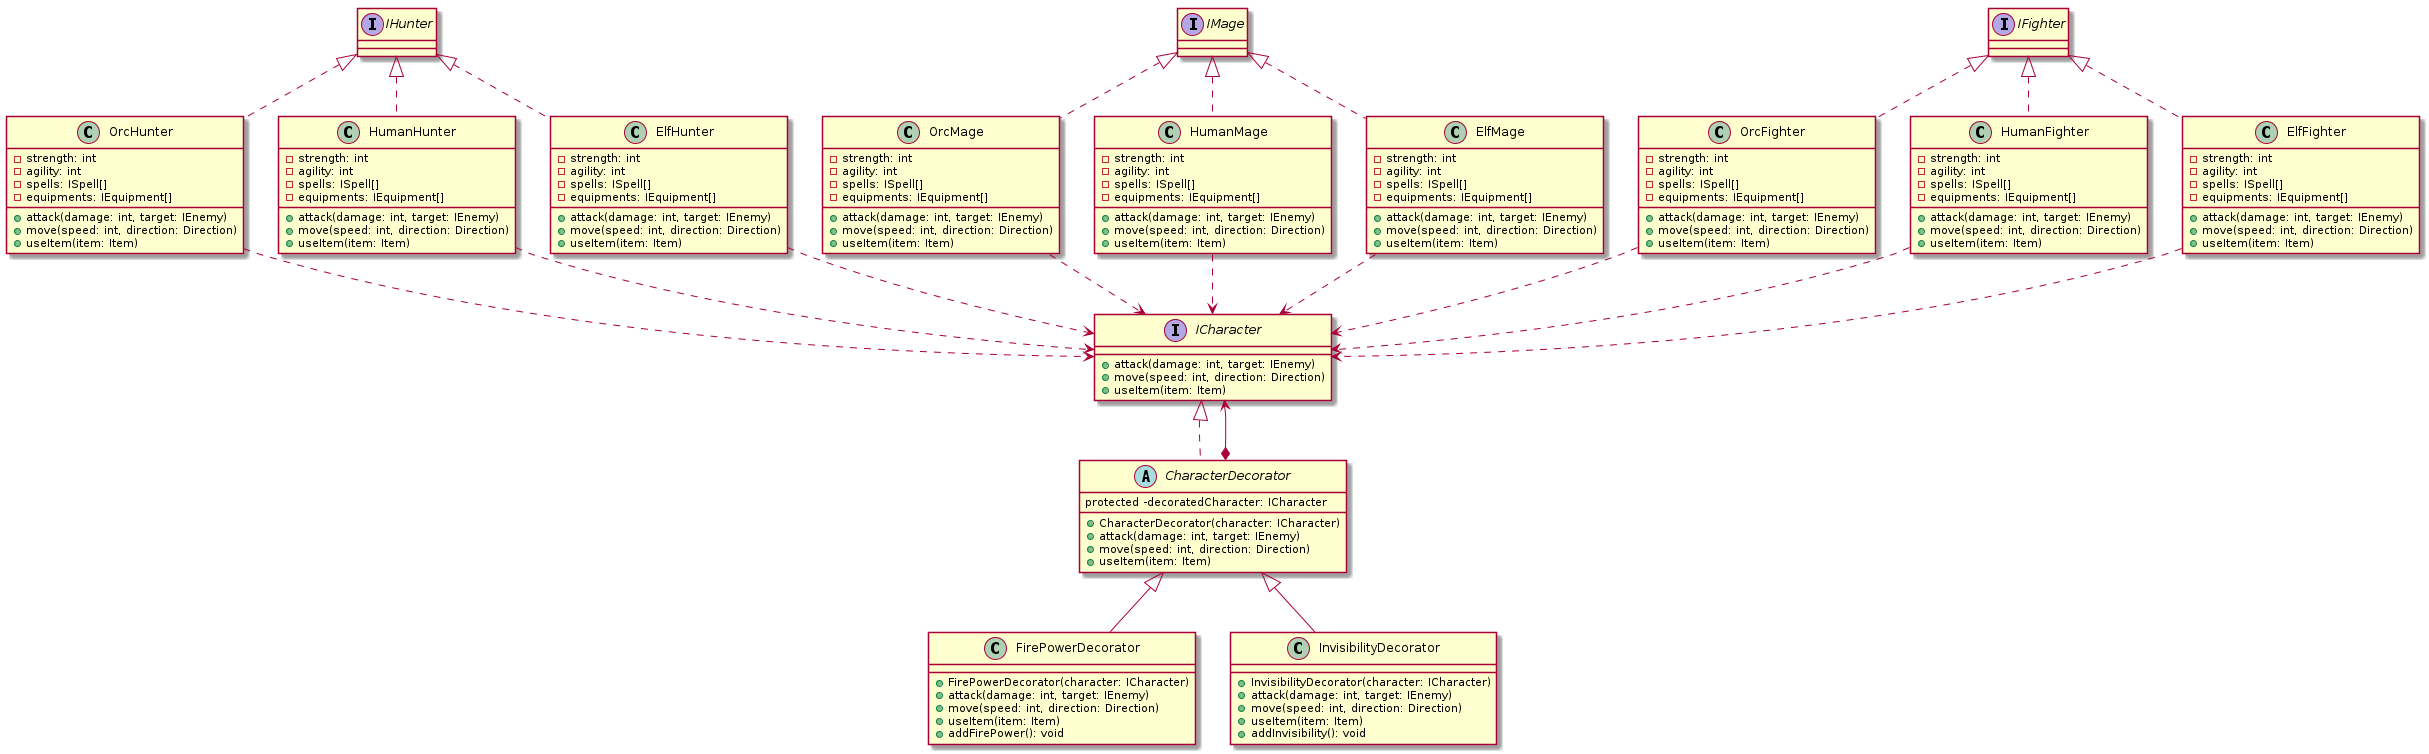 I IHunter
I IMage
I IFighter
C OrcHunter
strength: int
agility: int
spells: ISpell[]
equipments: IEquipment[]
attack(damage: int, target: IEnemy)
move(speed: int, direction: Direction)
useItem(item: Item)
C HumanHunter
strength: int
agility: int
spells: ISpell[]
equipments: IEquipment[]
attack(damage: int, target: IEnemy)
move(speed: int, direction: Direction)
useItem(item: Item)
C ElfHunter
strength: int
agility: int
spells: ISpell[]
equipments: IEquipment[]
attack(damage: int, target: IEnemy)
move(speed: int, direction: Direction)
useItem(item: Item)
C OrcMage
strength: int
agility: int
spells: ISpell[]
equipments: IEquipment[]
attack(damage: int, target: IEnemy)
move(speed: int, direction: Direction)
useItem(item: Item)
C HumanMage
strength: int
agility: int
spells: ISpell[]
equipments: IEquipment[]
attack(damage: int, target: IEnemy)
move(speed: int, direction: Direction)
useItem(item: Item)
C ElfMage
strength: int
agility: int
spells: ISpell[]
equipments: IEquipment[]
attack(damage: int, target: IEnemy)
move(speed: int, direction: Direction)
useItem(item: Item)
C OrcFighter
strength: int
agility: int
spells: ISpell[]
equipments: IEquipment[]
attack(damage: int, target: IEnemy)
move(speed: int, direction: Direction)
useItem(item: Item)
C HumanFighter
strength: int
agility: int
spells: ISpell[]
equipments: IEquipment[]
attack(damage: int, target: IEnemy)
move(speed: int, direction: Direction)
useItem(item: Item)
C ElfFighter
strength: int
agility: int
spells: ISpell[]
equipments: IEquipment[]
attack(damage: int, target: IEnemy)
move(speed: int, direction: Direction)
useItem(item: Item)
I ICharacter
attack(damage: int, target: IEnemy)
move(speed: int, direction: Direction)
useItem(item: Item)
A CharacterDecorator
protected -decoratedCharacter: ICharacter
CharacterDecorator(character: ICharacter)
attack(damage: int, target: IEnemy)
move(speed: int, direction: Direction)
useItem(item: Item)
C FirePowerDecorator
FirePowerDecorator(character: ICharacter)
attack(damage: int, target: IEnemy)
move(speed: int, direction: Direction)
useItem(item: Item)
addFirePower(): void
C InvisibilityDecorator
InvisibilityDecorator(character: ICharacter)
attack(damage: int, target: IEnemy)
move(speed: int, direction: Direction)
useItem(item: Item)
addInvisibility(): void